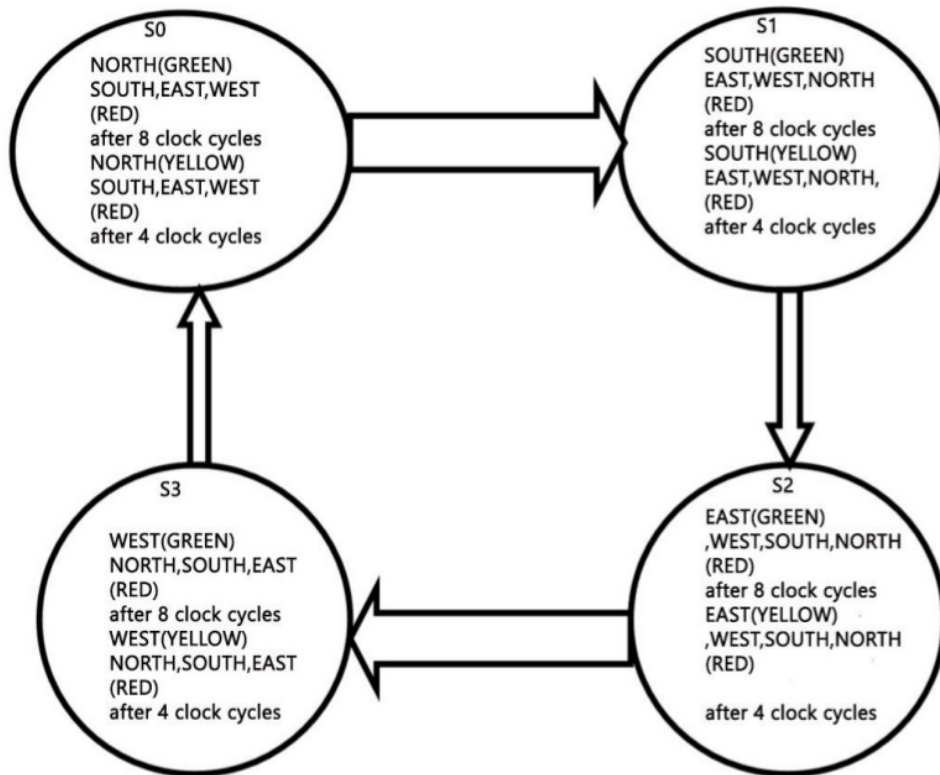 S0
NORTH(GREEN)
SOUTH,EAST,WEST
(RED)
after 8 clock cycles
NORTH(YELLOW)
SOUTH,EAST,WEST
(RED)
after 4 clock cycles
S1
SOUTH(GREEN)
EAST,WEST,NORTH
(RED)
after 8 clock cycles
SOUTH(YELLOW)
EAST,WEST,NORTH,
(RED)
after 4 clock cycles
S3
WEST(GREEN)
NORTH,SOUTH,EAST
(RED)
after 8 clock cycles
WEST(YELLOW)
NORTH,SOUTH,EAST
(RED)
after 4 clock cycles
S2
EAST(GREEN)
,WEST,SOUTH,NORTH
(RED)
after 8 clock cycles
EAST(YELLOW)
,WEST,SOUTH,NORTH
(RED)
after 4 clock cycles